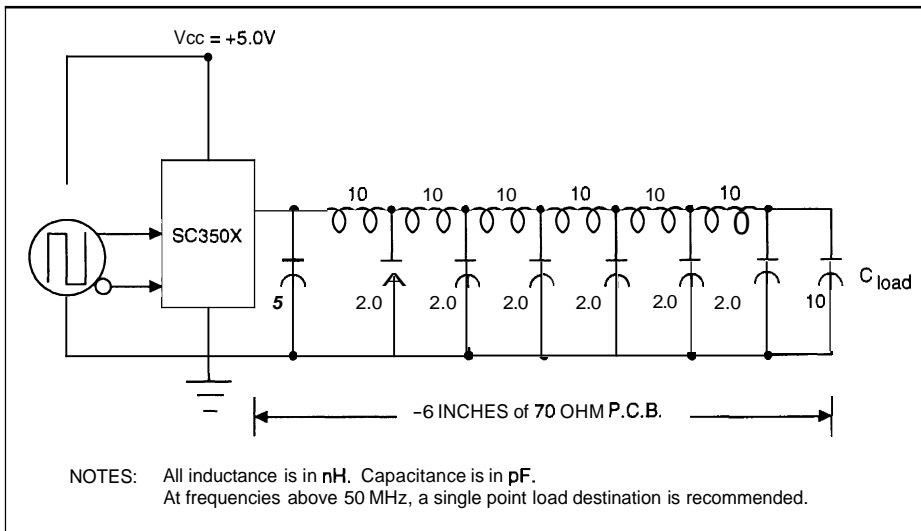 Vcc = +5.0V
10 10 10 10 10 10
SC350X
C load
5 2.0 2.0 2.0 2.0 2.0 2.0 10
~6 INCHES of 70 OHM P.C.B.
NOTES: All inductance is in nH. Capacitance is in pF.
At frequencies above 50 MHz, a single point load destination is recommended.